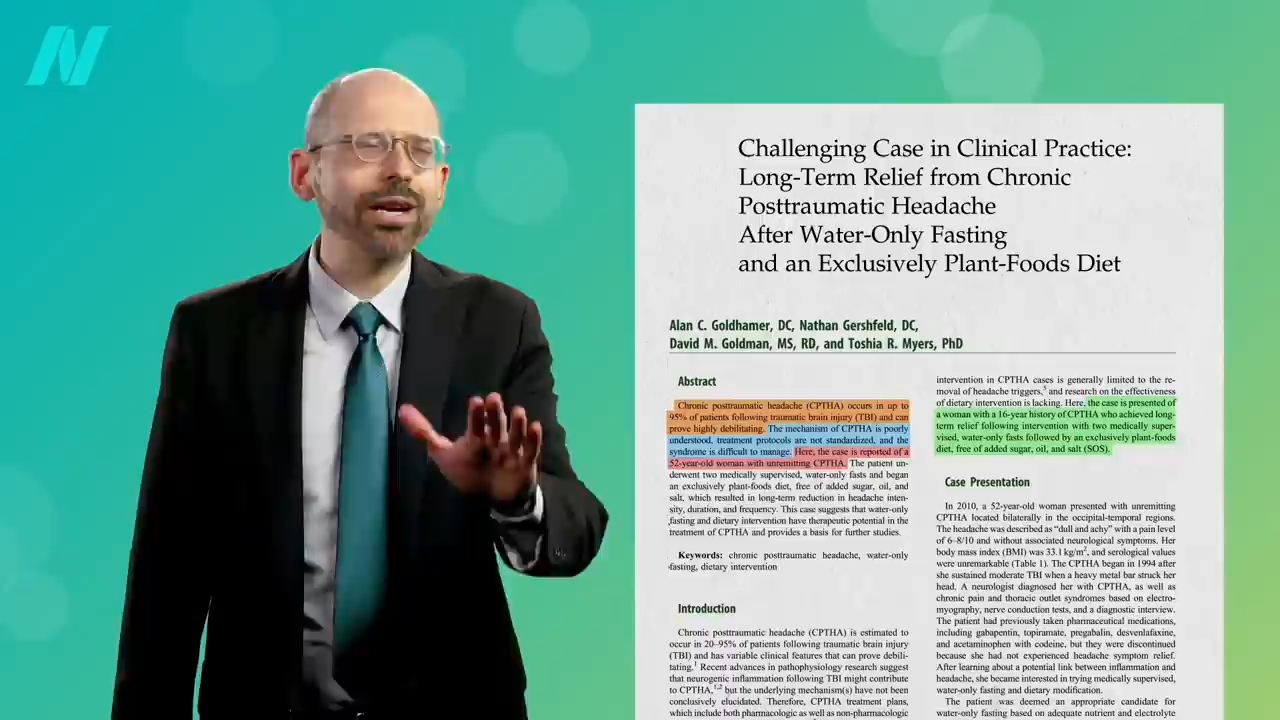 Challenging Case in Clinical Practice:
Long-Term Relief from Chronic
Posttraumatic Headache
After Water-Only Fasting
and an Exclusively Plant-Foods Diet
Alan C. Goldhamer, DC, Nathan Gershfeld, DC,
David M. Goldman, MS, RD, and Toshia R. Myers, PhD
Abstract
Chronic posttraumatic headache (CPTHA) occurs in up to
95% of patients following traumatic brain injury (TBI) and can
prove highly debilitating. The mechanism of CPTHA is poorly
understood, treatment protocols are not standardized, and the
syndrome is difficult to manage. Here, the case is reported of a
52-year-old woman with unremitting CPTHA. The patient un-
derwent two medically supervised, water-only fasts and began
an exclusively plant-foods diet, free of added sugar, oil, and
salt, which resulted in long-term reduction in headache inten-
sity, duration, and frequency. This case suggests that water-only
fasting and dietary intervention have therapeutic potential in the
treatment of CPTHA and provides a basis for further studies.
Keywords: chronic posttraumatic headache, water-only
fasting, dietary intervention
Introduction
Chronic posttraumatic headache (CPTHA) is estimated to
occur in 20–95% of patients following traumatic brain injury
(TBI) and has variable clinical features that can prove debili-
tating.1 Recent advances in pathophysiology research suggest
that neurogenic inflammation following TBI might contribute
to CPTHA,1,2 but the underlying mechanism(s) have not been
conclusively elucidated. Therefore, CPTHA treatment plans,
which include both pharmacologic as well as non-pharmacologic
intervention in CPTHA cases is generally limited to the re-
moval of headache triggers,5 and research on the effectiveness
of dietary intervention is lacking. Here, the case is presented of
a woman with a 16-year history of CPTHA who achieved long-
term relief following intervention with two medically super-
vised, water-only fasts followed by an exclusively plant-foods
diet, free of added sugar, oil, and salt (SOS).
Case Presentation
In 2010, a 52-year-old woman presented with unremitting
CPTHA located bilaterally in the occipital-temporal regions.
The headache was described as “dull and achy” with a pain level
of 6–8/10 and without associated neurological symptoms. Her
body mass index (BMI) was 33.1 kg/m2, and serological values
were unremarkable (Table 1). The CPTHA began in 1994 after
she sustained moderate TBI when a heavy metal bar struck her
head. A neurologist diagnosed her with CPTHA, as well as
chronic pain and thoracic outlet syndromes based on electro-
myography, nerve conduction tests, and a diagnostic interview.
The patient had previously taken pharmaceutical medications,
including gabapentin, topiramate, pregabalin, desvenlafaxine,
and acetaminophen with codeine, but they were discontinued
because she had not experienced headache symptom relief.
After learning about a potential link between inflammation and
headache, she became interested in trying medically supervised,
water-only fasting and dietary modification.
The patient was deemed an appropriate candidate for
water-only fasting based on adequate nutrient and electrolyte